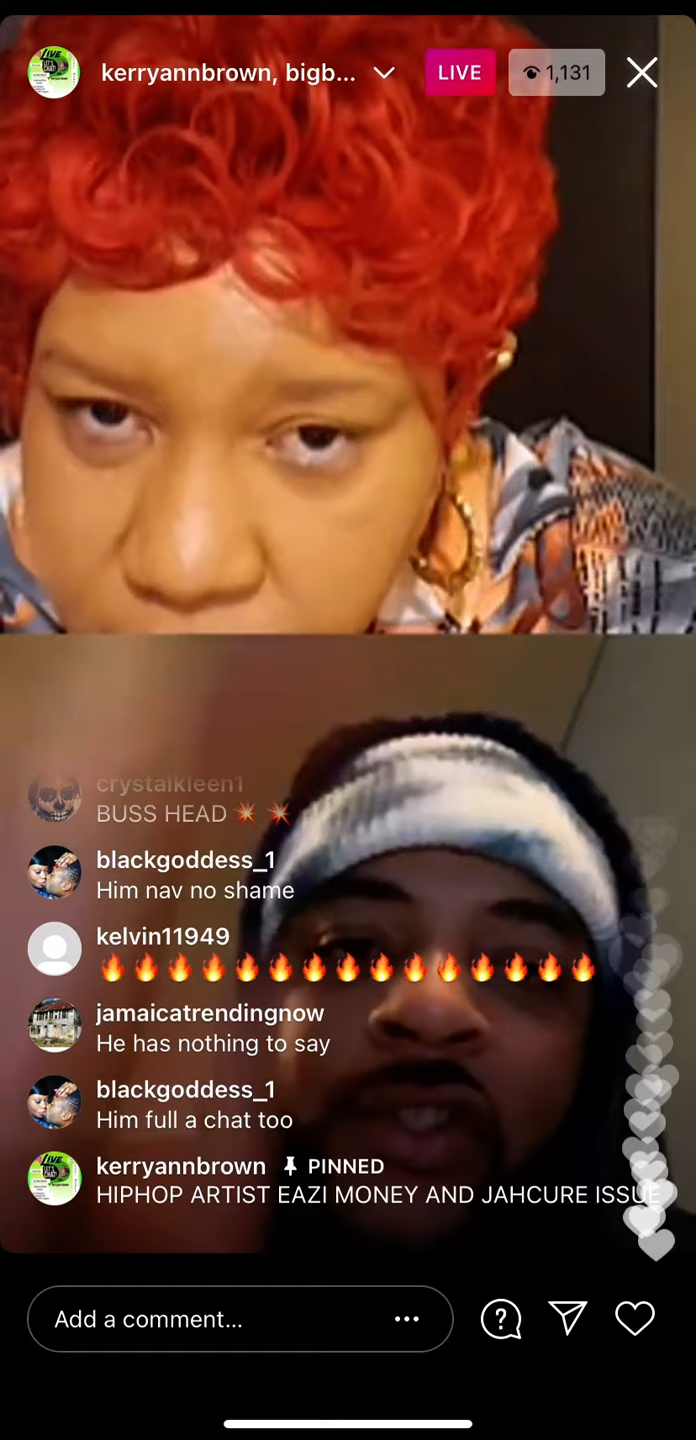 kerryannbrown, bigb...
LIVE
1,131
crystalkleen1
BUSS HEAD 💥 💥
blackgoddess_1
Him nav no shame
kelvin11949
🔥🔥🔥🔥🔥🔥🔥🔥🔥🔥🔥🔥🔥🔥🔥
jamaicatrendingnow
He has nothing to say
blackgoddess_1
Him full a chat too
kerryannbrown PINNED
HIPHOP ARTIST EAZI MONEY AND JAHCURE ISSUE
Add a comment...